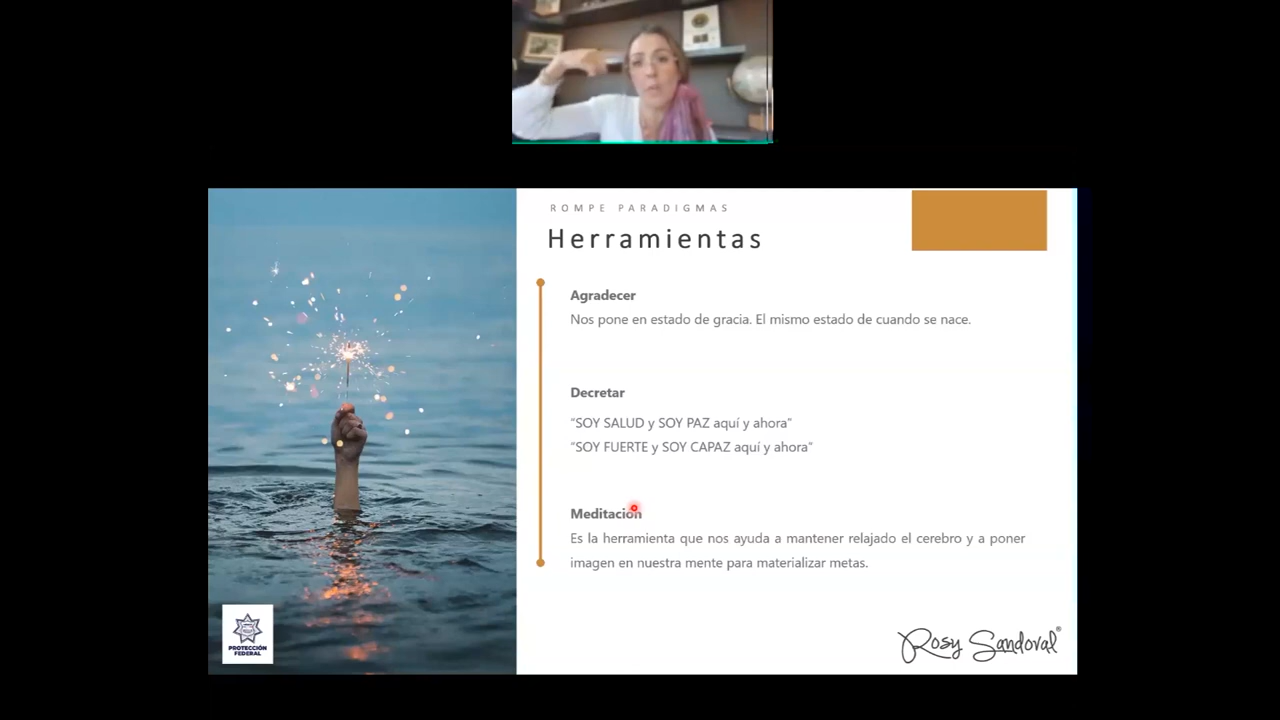 ROMPE PARADIGMAS
Herramientas
Agradecer
Nos pone en estado de gracia. El mismo estado de cuando se nace.
Decretar
“SOY SALUD y SOY PAZ aquí y ahora”
“SOY FUERTE y SOY CAPAZ aquí y ahora”
Meditación
Es la herramienta que nos ayuda a mantener relajado el cerebro y a poner
imagen en nuestra mente para materializar metas.
PROTECCIÓN
FEDERAL
Rosy Sandoval®